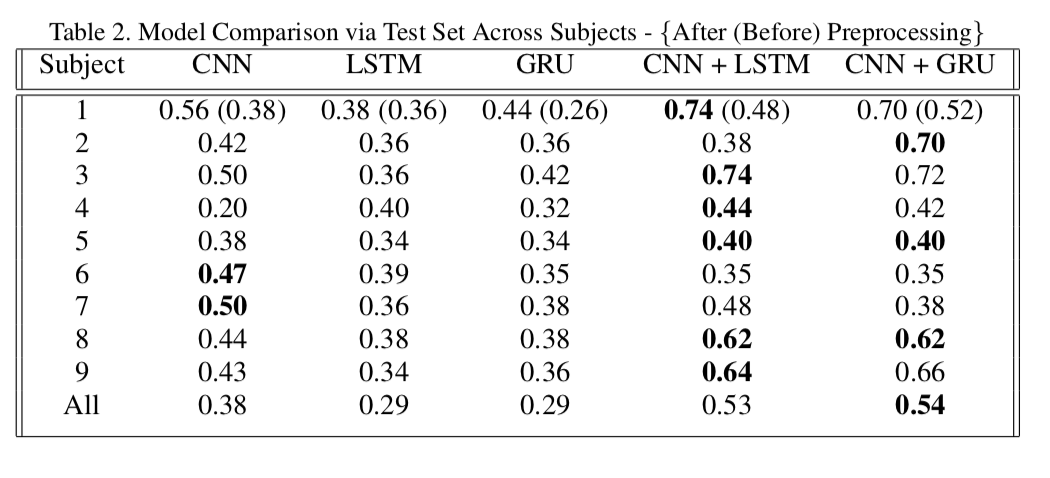 Table 2. Model Comparison via Test Set Across Subjects - {After (Before) Preprocessing}
Subject CNN LSTM GRU CNN + LSTM CNN + GRU
1 0.56 (0.38) 0.38 (0.36) 0.44 (0.26) 0.74 (0.48) 0.70 (0.52)
2 0.42 0.36 0.36 0.38 0.70
3 0.50 0.36 0.42 0.74 0.72
4 0.20 0.40 0.32 0.44 0.42
5 0.38 0.34 0.34 0.40 0.40
6 0.47 0.39 0.35 0.35 0.35
7 0.50 0.36 0.38 0.48 0.38
8 0.44 0.38 0.38 0.62 0.62
9 0.43 0.34 0.36 0.64 0.66
All 0.38 0.29 0.29 0.53 0.54